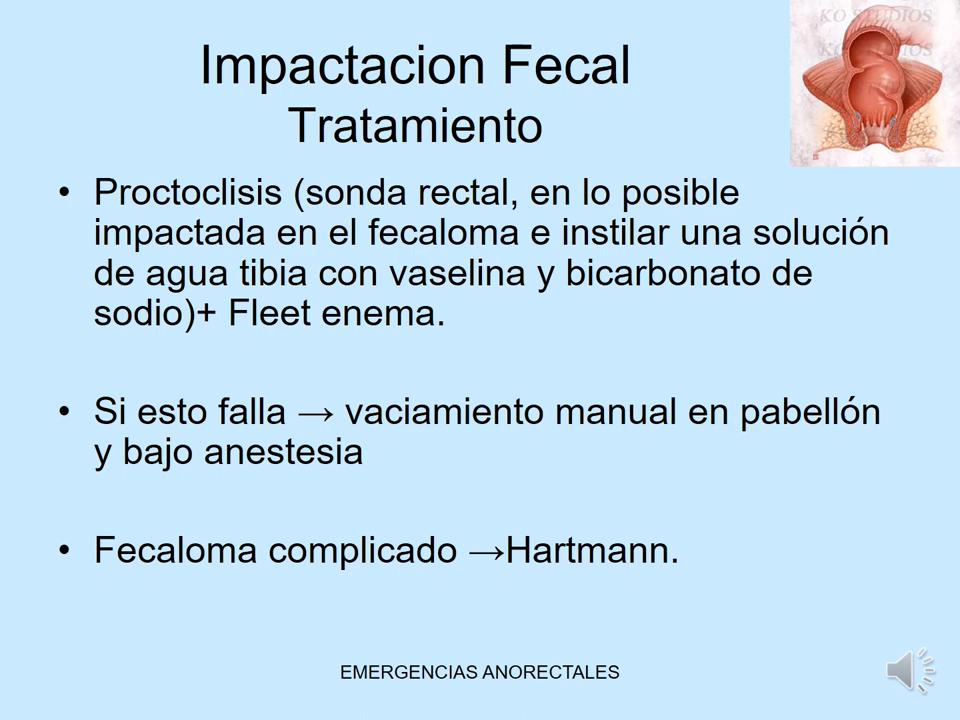 KO STUDIOS
Impactacion Fecal
Tratamiento
• Proctoclisis (sonda rectal, en lo posible
impactada en el fecaloma e instilar una solución
de agua tibia con vaselina y bicarbonato de
sodio)+ Fleet enema.
• Si esto falla → vaciamiento manual en pabellón
y bajo anestesia
• Fecaloma complicado →Hartmann.
EMERGENCIAS ANORECTALES